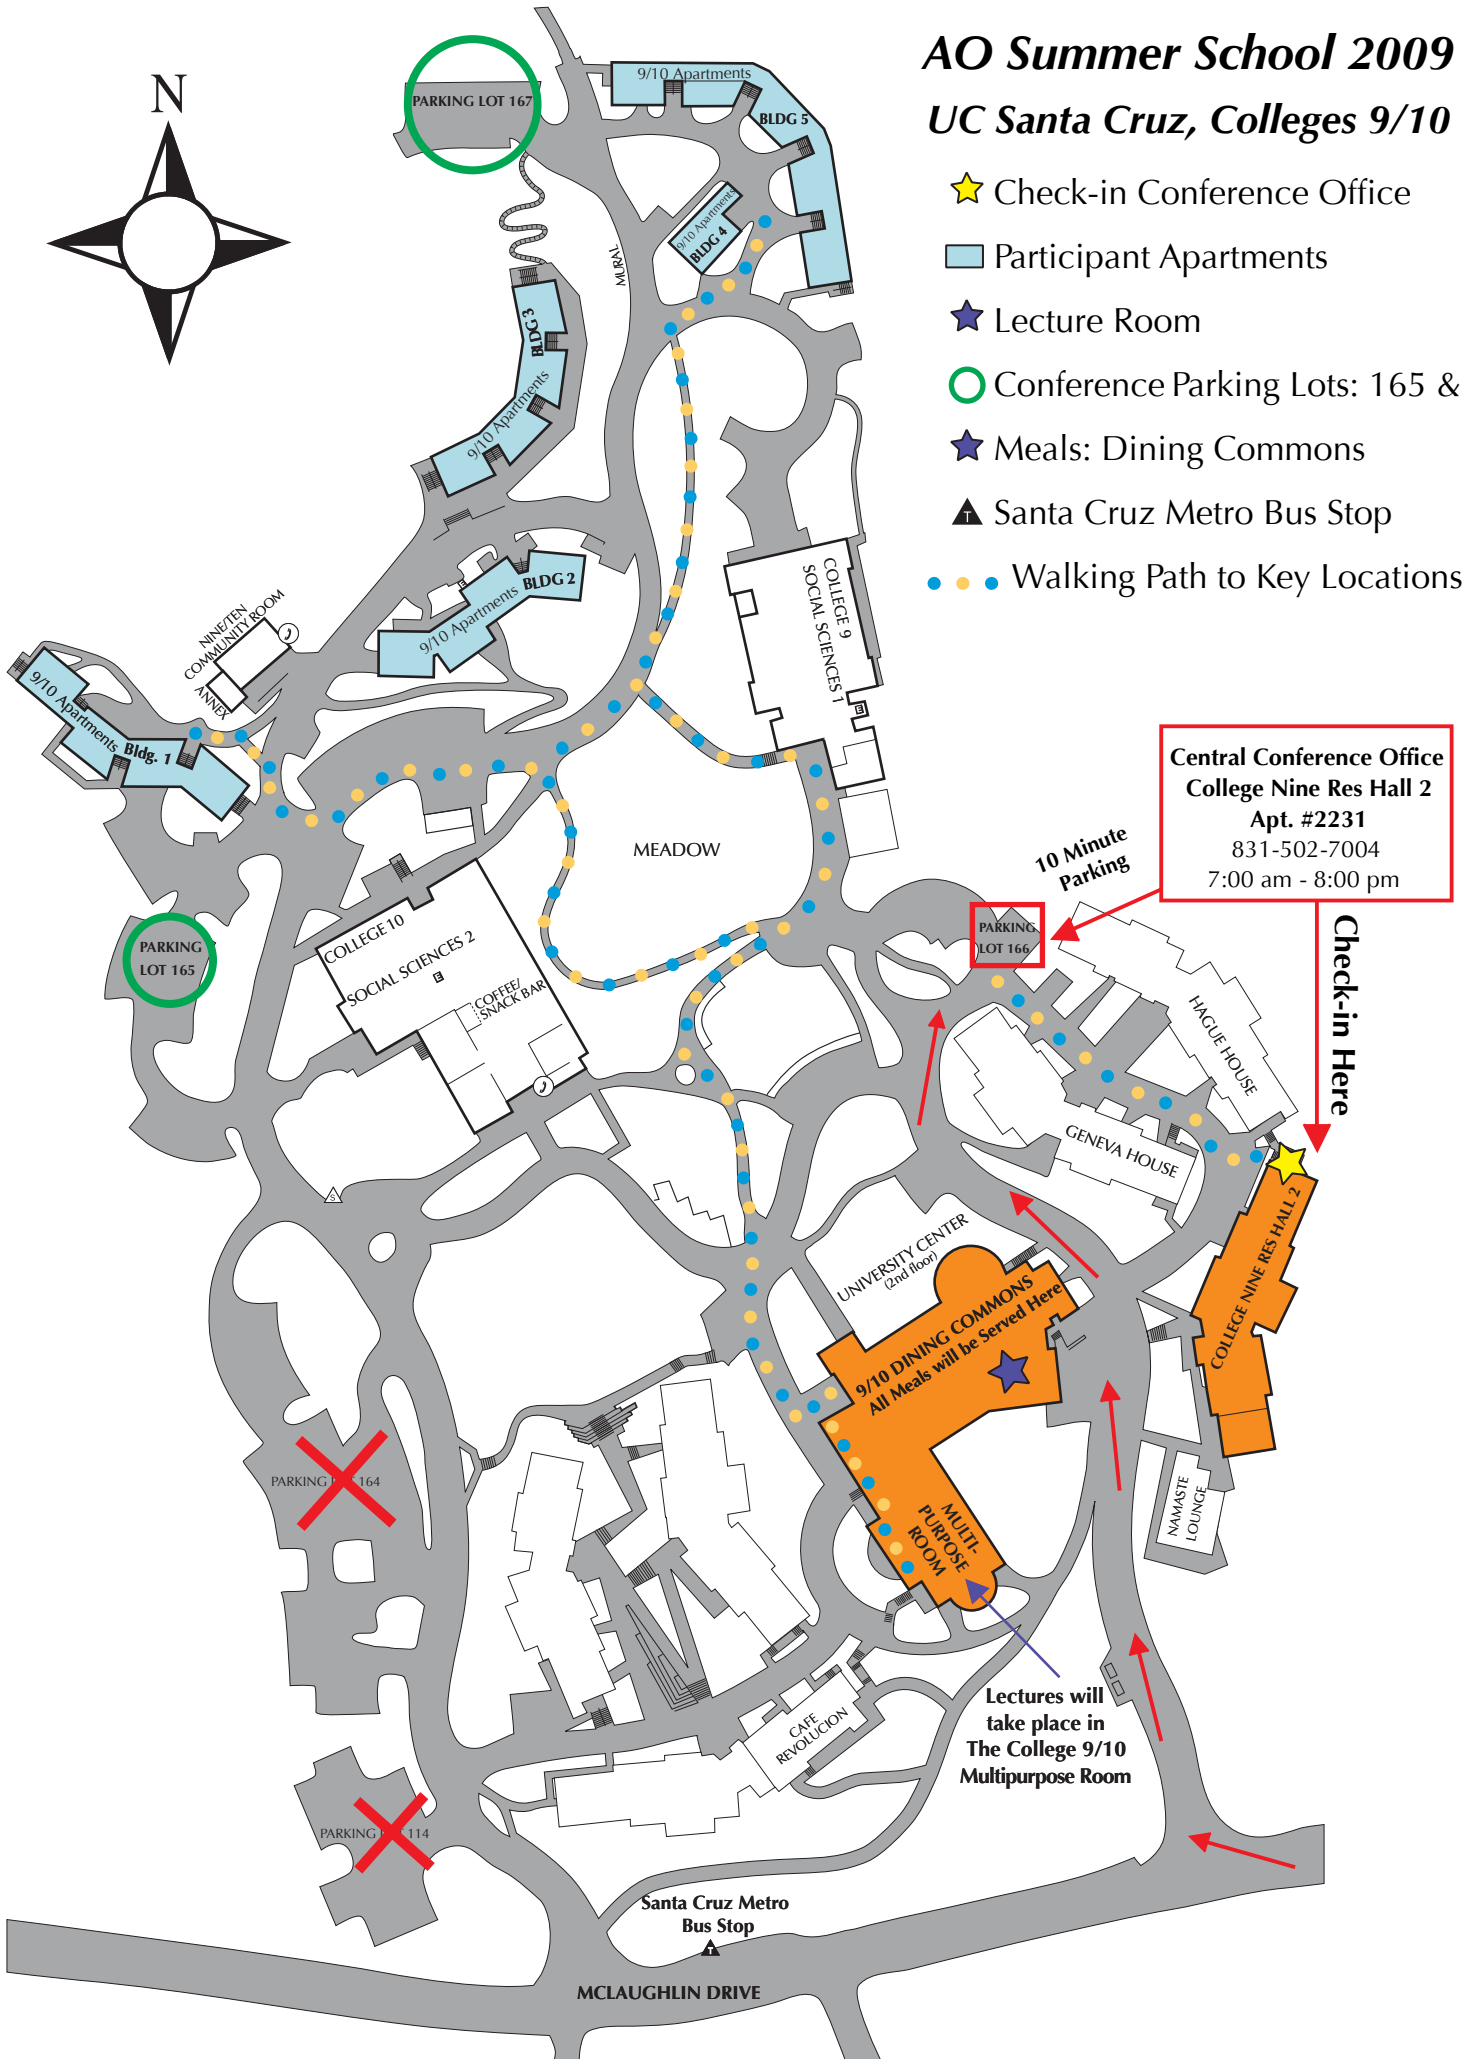 AO Summer School 2009
UC Santa Cruz, Colleges 9/10
Check-in Conference Office
Participant Apartments
Lecture Room
Conference Parking Lots: 165 &
Meals: Dining Commons
T Santa Cruz Metro Bus Stop
Walking Path to Key Locations
N
PARKING LOT 167
9/10 Apartments
BLDG 5
9/10 Apartments
BLDG 4
MURAL
BLDG 3
9/10 Apartments
BLDG 2
9/10 Apartments
E
NINE/TEN
COMMUNITY ROOM
ANNEX
9/10 Apartments
Bldg. 1
COLLEGE 9
SOCIAL SCIENCES 1
E
Central Conference Office
College Nine Res Hall 2
Apt. #2231
831-502-7004
7:00 am - 8:00 pm
10 Minute
Parking
MEADOW
PARKING
LOT 166
Check-in Here
PARKING
LOT 165
COLLEGE 10
SOCIAL SCIENCES 2
E
COFFEE/
SNACK BAR
HAGUE HOUSE
GENEVA HOUSE
S
UNIVERSITY CENTER
(2nd floor)
COLLEGE NINE RES HALL 2
9/10 DINING COMMONS
All Meals will be Served Here
PARKING LOT 164
MULTI-
PURPOSE
ROOM
NAMASTE
LOUNGE
Lectures will
take place in
The College 9/10
Multipurpose Room
CAFE
REVOLUCION
PARKING LOT 114
Santa Cruz Metro
Bus Stop
T
MCLAUGHLIN DRIVE